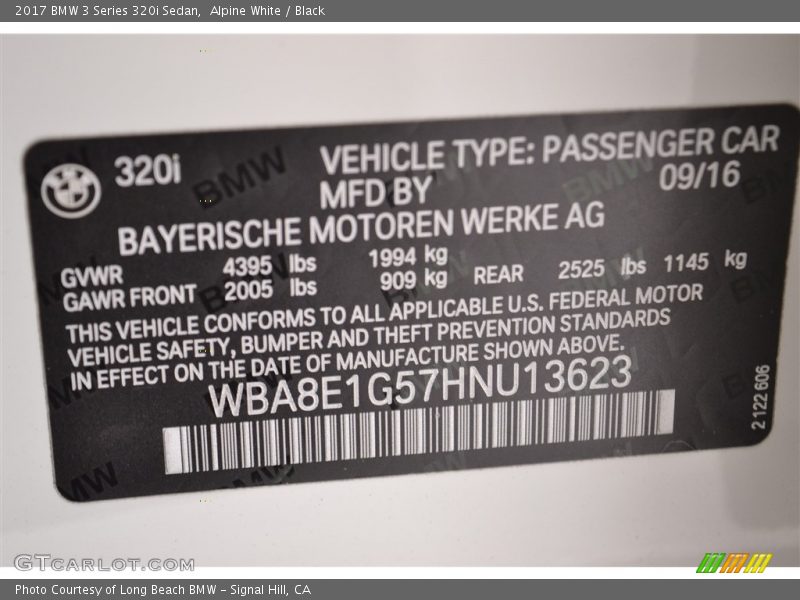 2017 BMW 3 Series 320i Sedan, Alpine White / Black
320i
VEHICLE TYPE: PASSENGER CAR
MFD BY 09/16
BAYERISCHE MOTOREN WERKE AG
GVWR 4395 lbs 1994 kg
GAWR FRONT 2005 lbs 909 kg REAR 2525 lbs 1145 kg
THIS VEHICLE CONFORMS TO ALL APPLICABLE U.S. FEDERAL MOTOR
VEHICLE SAFETY, BUMPER AND THEFT PREVENTION STANDARDS
IN EFFECT ON THE DATE OF MANUFACTURE SHOWN ABOVE.
WBA8E1G57HNU13623
2 122 606
GTCARLOT.COM
Photo Courtesy of Long Beach BMW – Signal Hill, CA